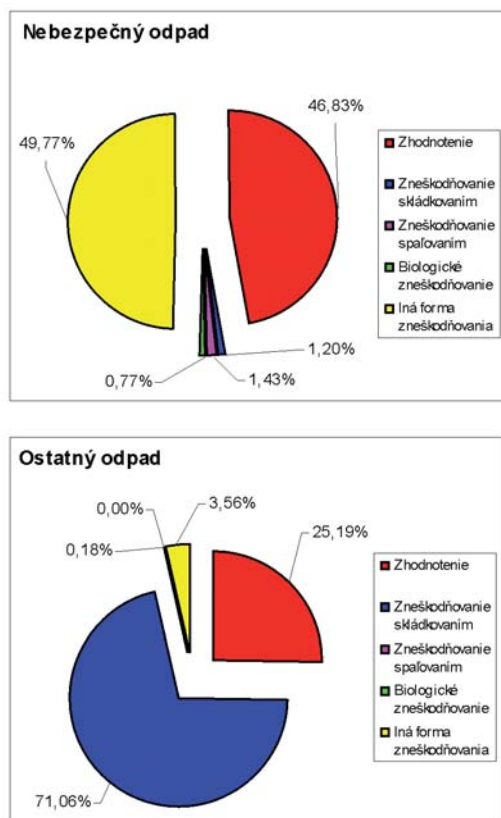 Nebezpečný odpad
46,83%
49,77%
Zhodnotenie
Zneškodňovanie
skládkovaním
Zneškodňovanie
spaľovaním
Biologické
zneškodňovanie
Iná forma
zneškodňovania
1,20%
0,77%
1,43%
Ostatný odpad
0,00%
3,56%
0,18%
25,19%
Zhodnotenie
Zneškodňovanie
skládkovaním
Zneškodňovanie
spaľovaním
Biologické
zneškodňovanie
Iná forma
zneškodňovania
71,06%